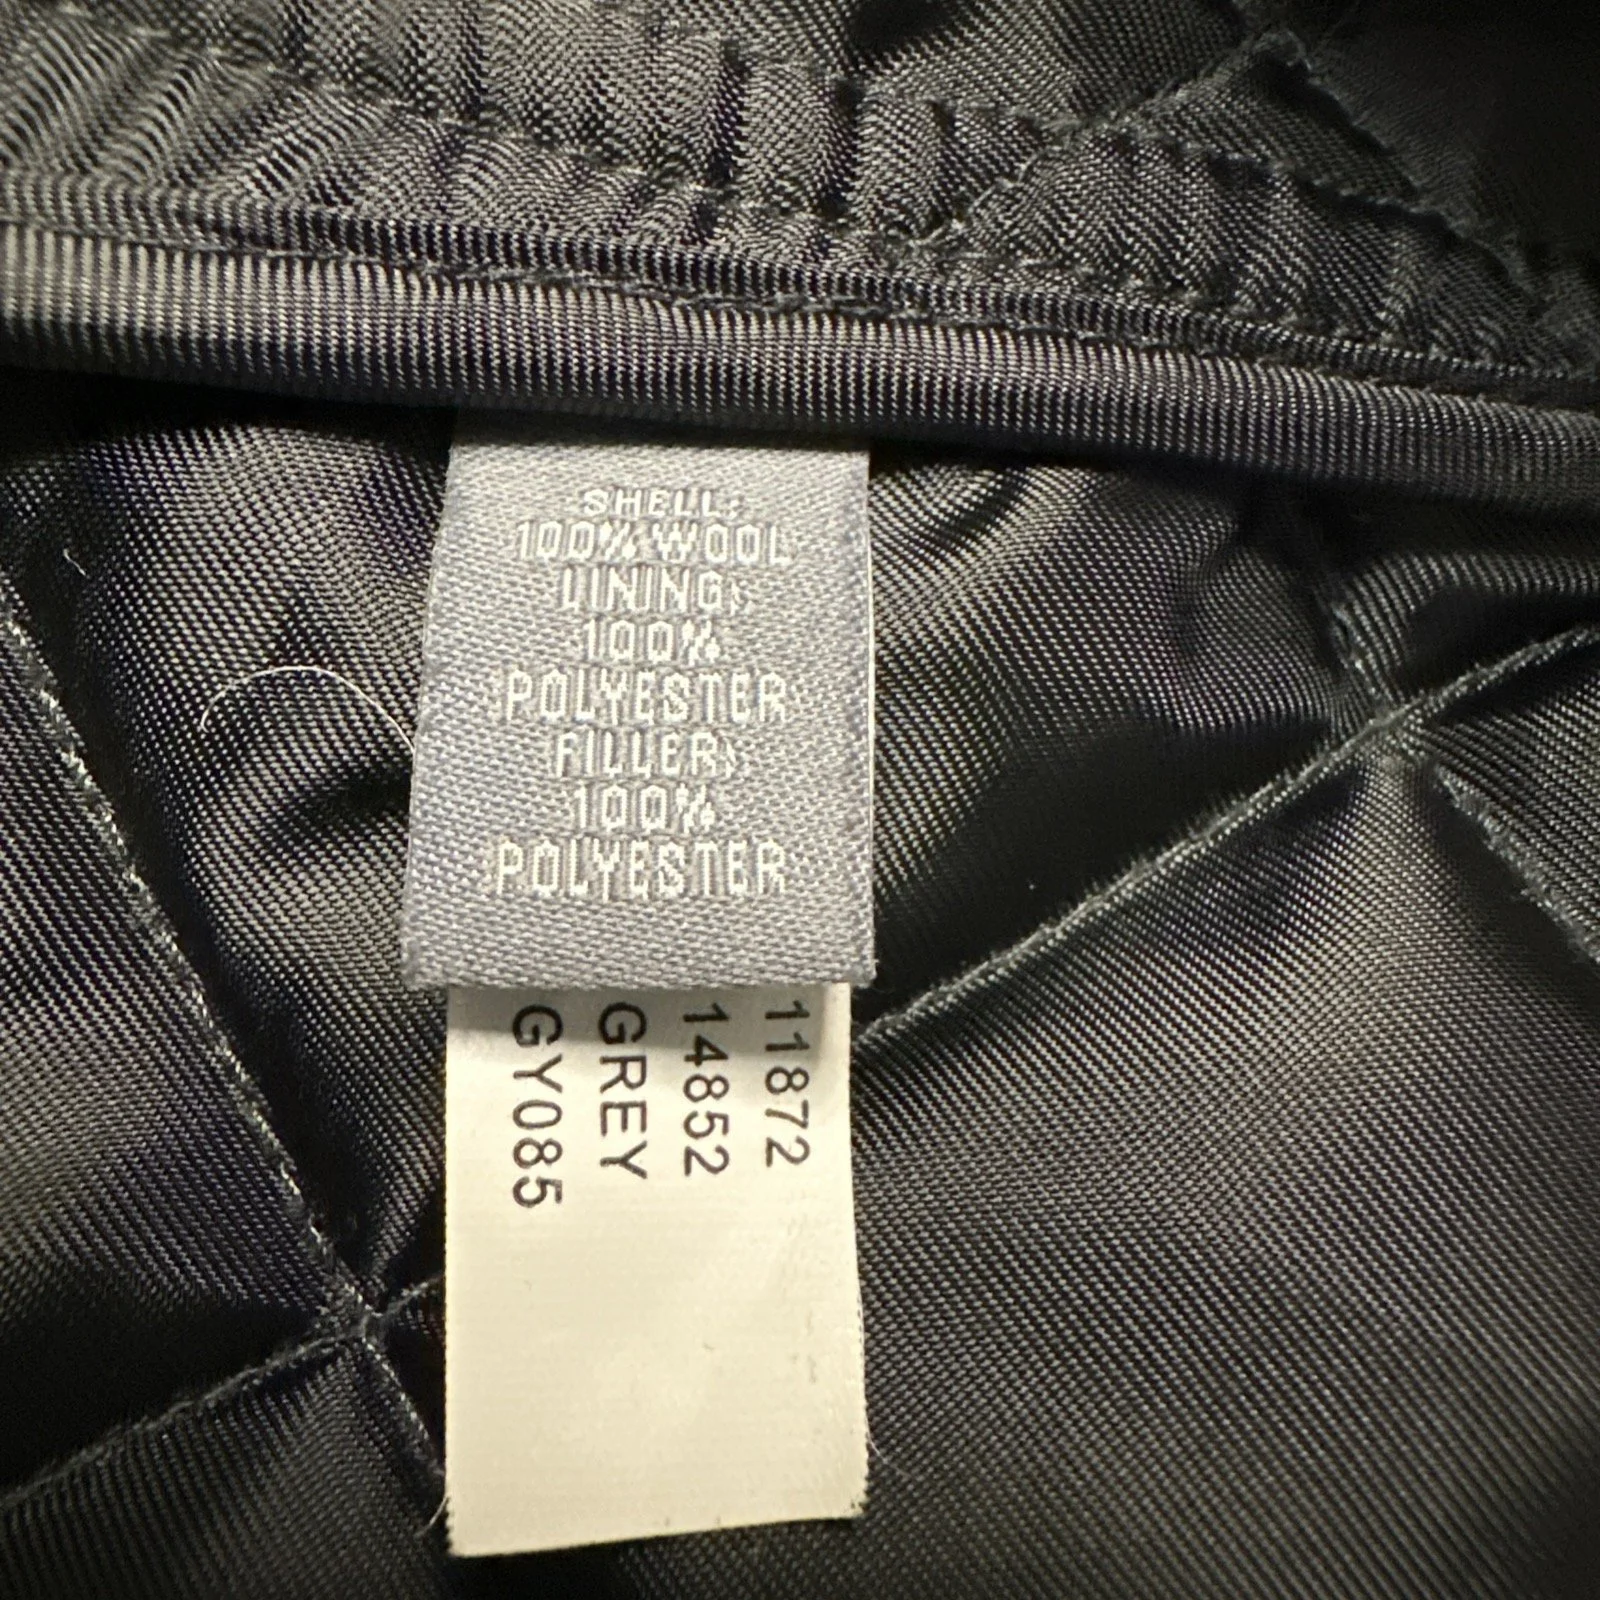 SHELL:
100% WOOL
LINING:
100%
POLYESTER
FILLER:
100%
POLYESTER
11872
14852
GREY
GY085